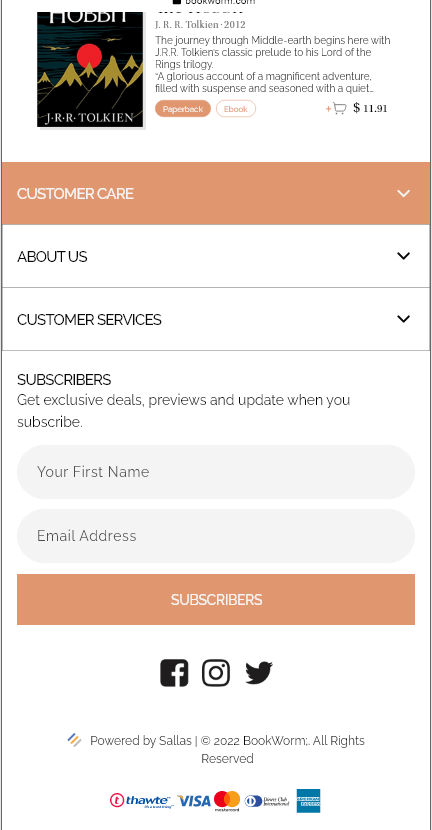 bookworm.com
HOBBIT
J.R.R.TOLKIEN
J. R. R. Tolkien·2012
The journey through Middle-earth begins here with
J.R.R. Tolkien's classic prelude to his Lord of the
Rings trilogy.
"A glorious account of a magnificent adventure,
filled with suspense and seasoned with a quiet...
Paperback
Ebook
+
$ 11.91
CUSTOMER CARE
ABOUT US
CUSTOMER SERVICES
SUBSCRIBERS
Get exclusive deals, previews and update when you
subscribe.
Your First Name
Email Address
SUBSCRIBERS
Powered by Sallas | © 2022 BookWorm;. All Rights
Reserved
thawte
VISA
mastercard
Diners Club
International